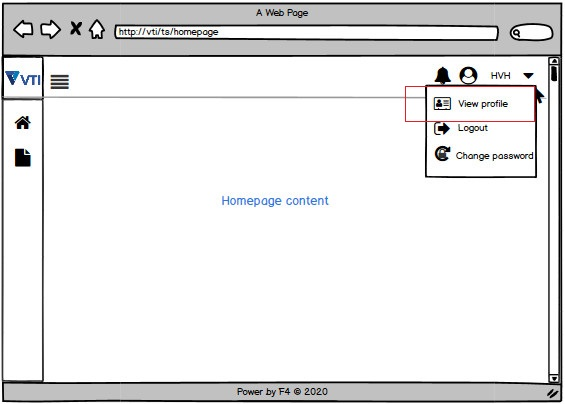 A Web Page
http://vti/ts/homepage
VTI
HVH
View profile
Logout
Change password
Homepage content
Power by F4 © 2020